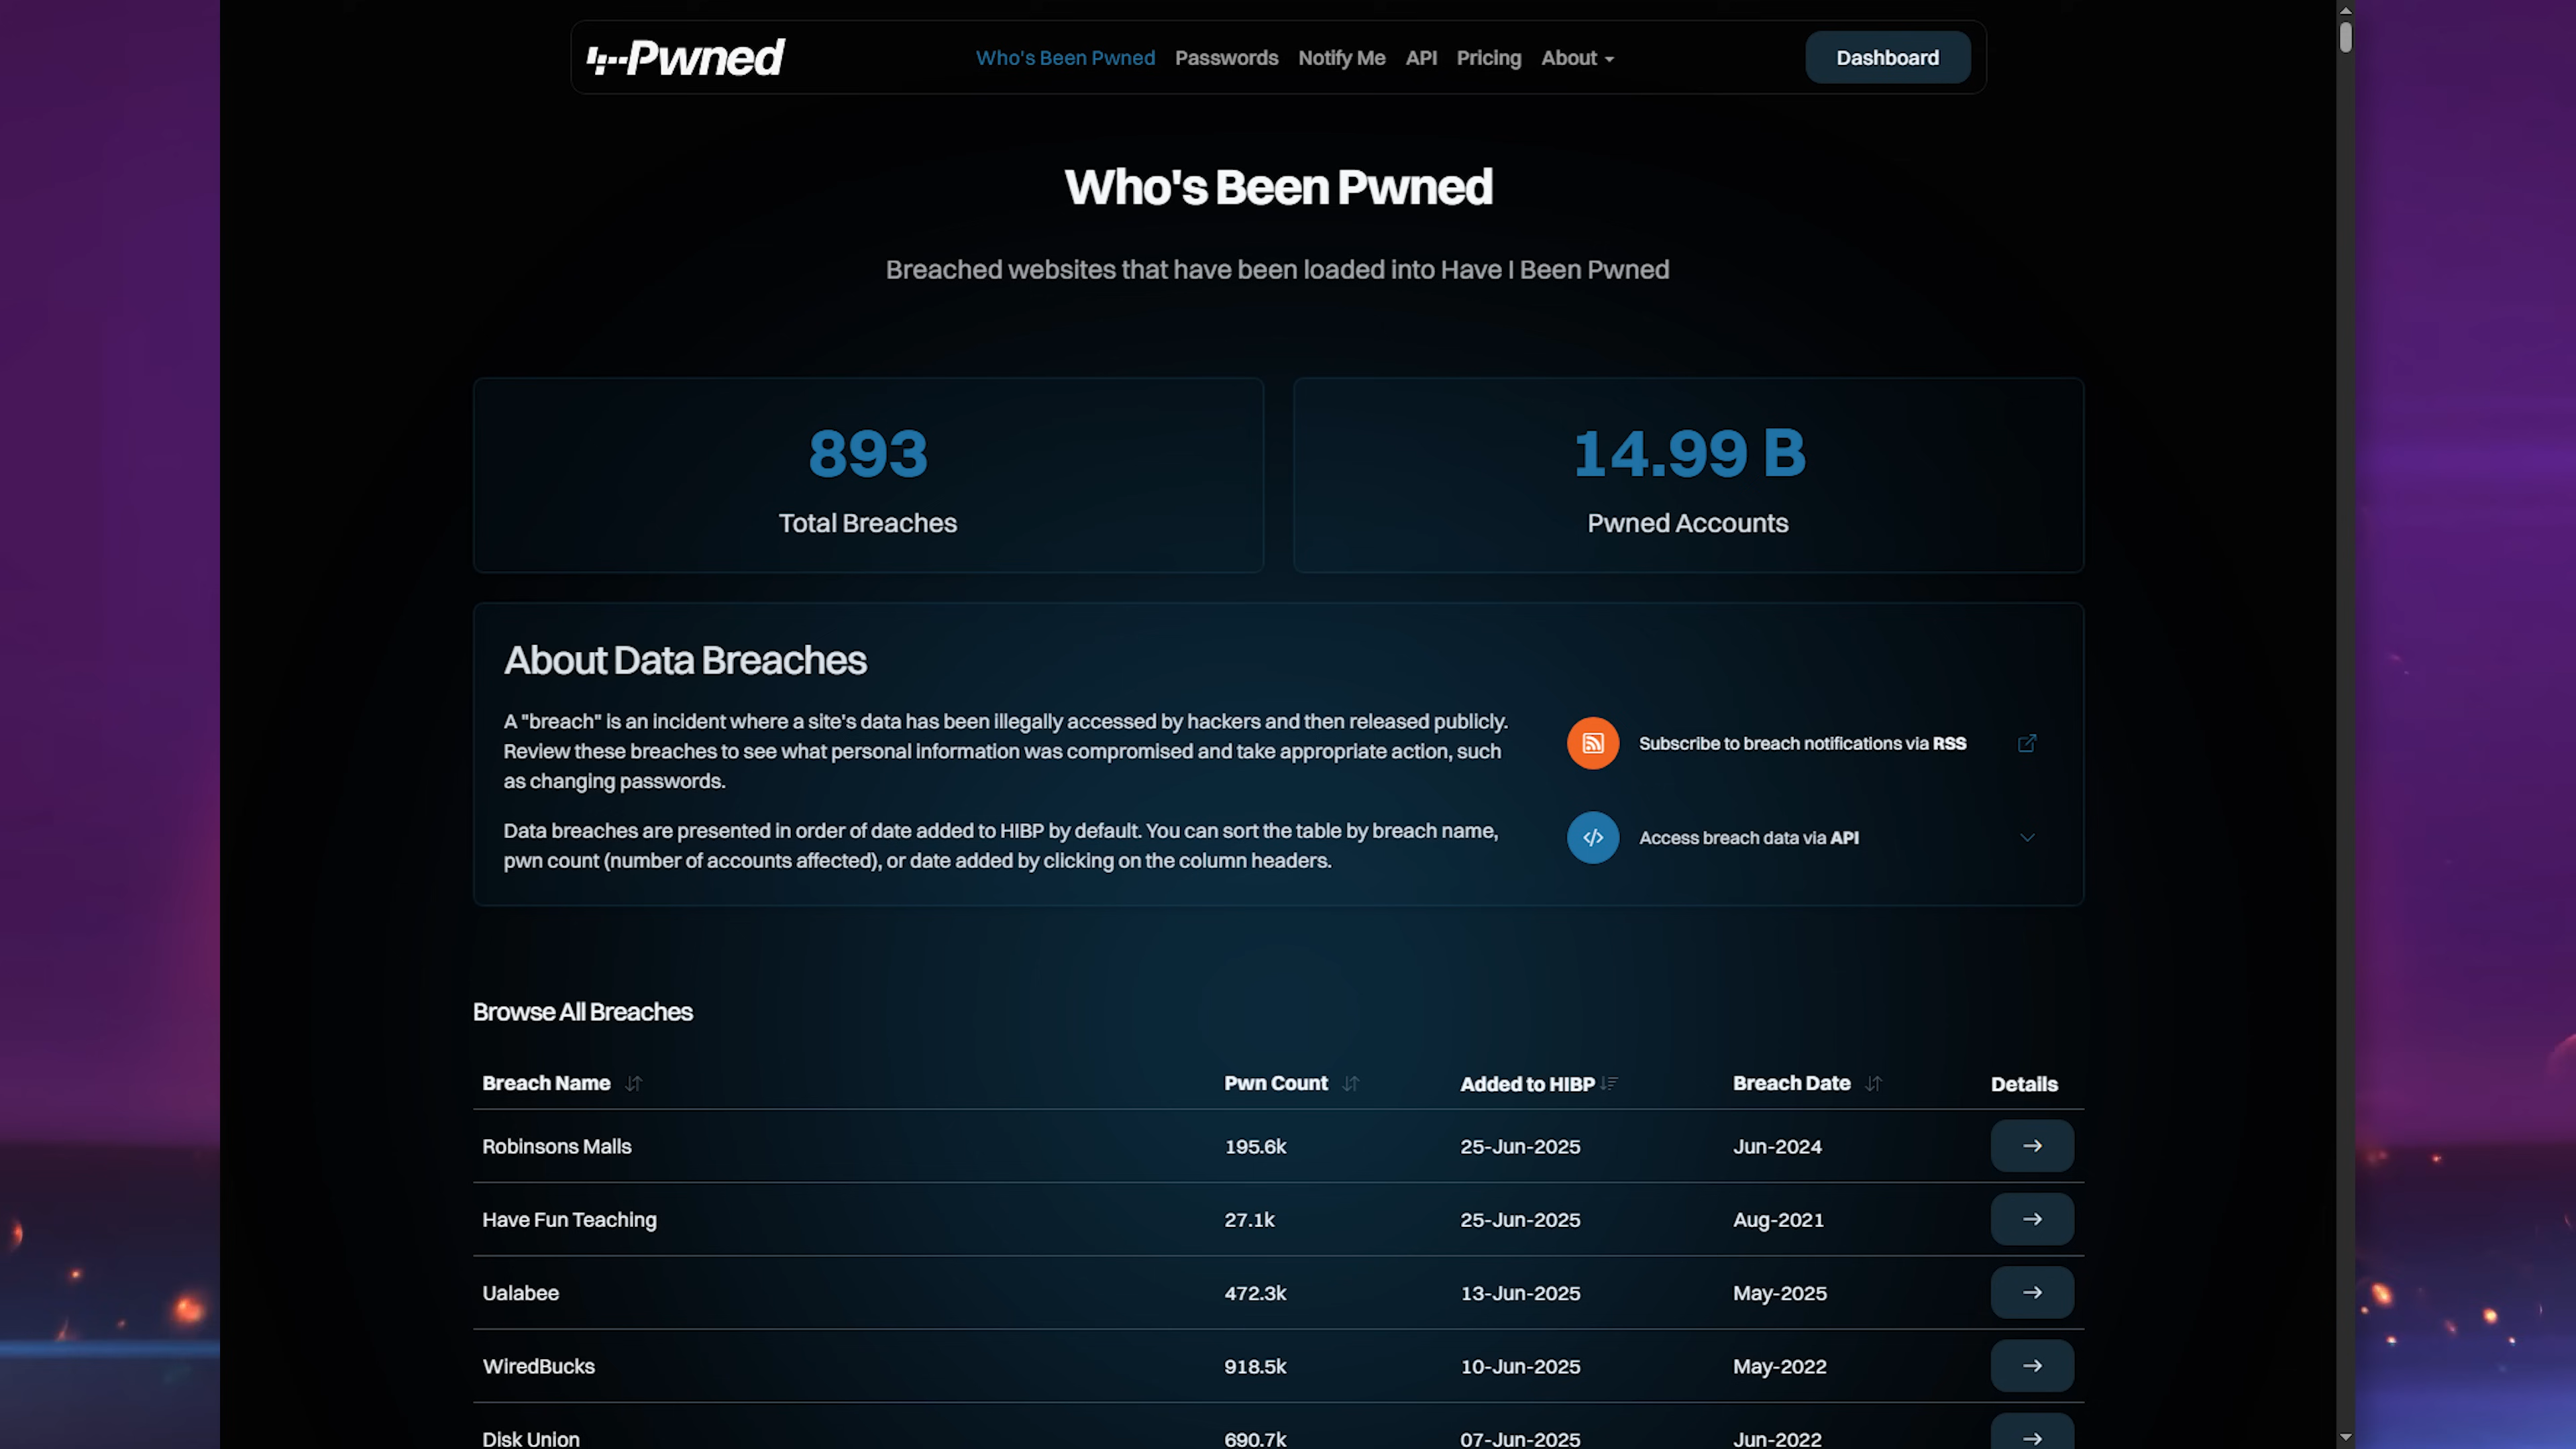 Pwned
Who's Been Pwned Passwords Notify Me API Pricing About
Dashboard
Who's Been Pwned
Breached websites that have been loaded into Have I Been Pwned
893
Total Breaches
14.99 B
Pwned Accounts
About Data Breaches
A "breach" is an incident where a site's data has been illegally accessed by hackers and then released publicly.
Review these breaches to see what personal information was compromised and take appropriate action, such
as changing passwords.
Data breaches are presented in order of date added to HIBP by default. You can sort the table by breach name,
pwn count (number of accounts affected), or date added by clicking on the column headers.
Subscribe to breach notifications via RSS
Access breach data via API
Browse All Breaches
Breach Name Pwn Count Added to HIBP Breach Date Details
Robinsons Malls 195.6k 25-Jun-2025 Jun-2024
Have Fun Teaching 27.1k 25-Jun-2025 Aug-2021
Ualabee 472.3k 13-Jun-2025 May-2025
WiredBucks 918.5k 10-Jun-2025 May-2022
Disk Union 690.7k 07-Jun-2025 Jun-2022